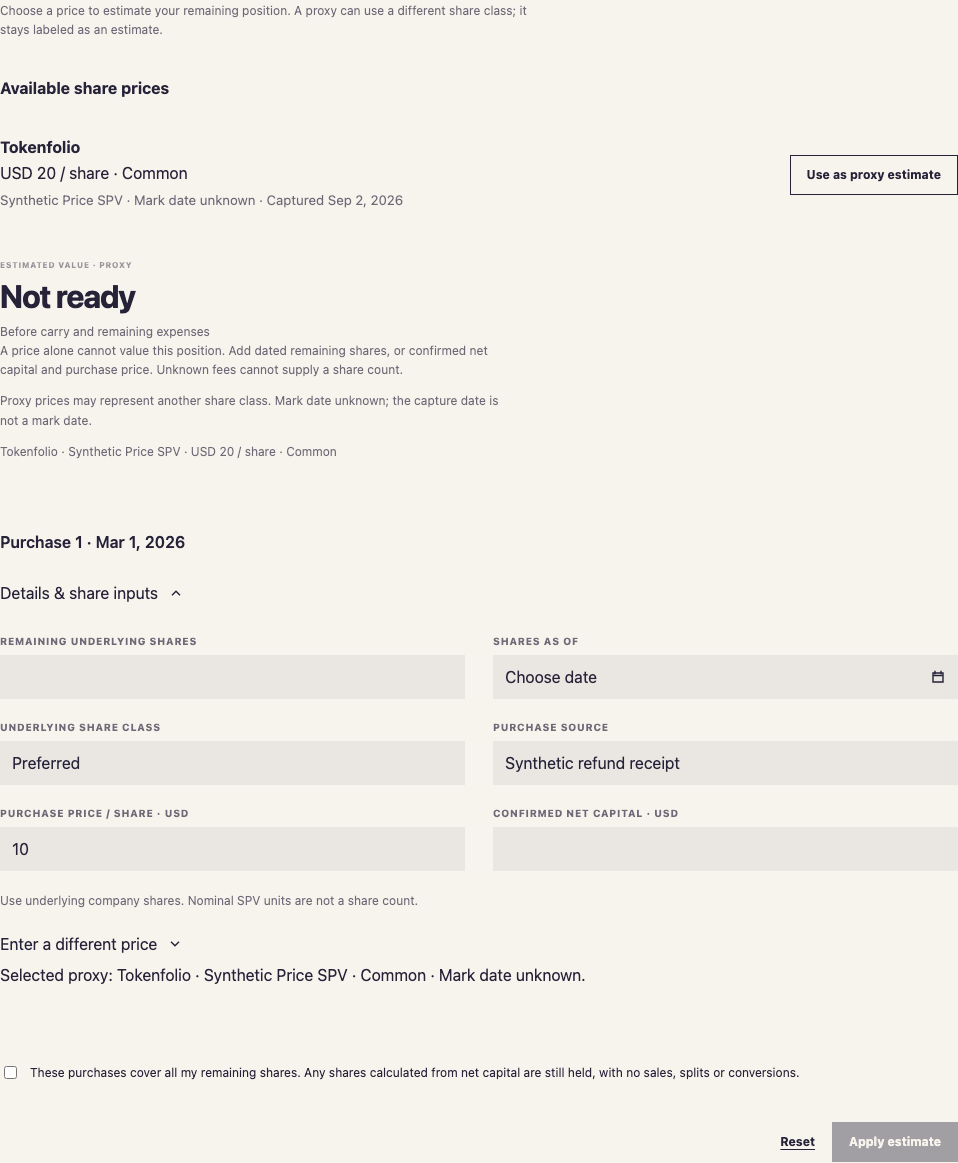 Choose a price to estimate your remaining position. A proxy can use a different share class; it
stays labeled as an estimate.
Available share prices
Tokenfolio
USD 20 / share · Common
Synthetic Price SPV · Mark date unknown · Captured Sep 2, 2026
Use as proxy estimate
ESTIMATED VALUE · PROXY
Not ready
Before carry and remaining expenses
A price alone cannot value this position. Add dated remaining shares, or confirmed net
capital and purchase price. Unknown fees cannot supply a share count.
Proxy prices may represent another share class. Mark date unknown; the capture date is
not a mark date.
Tokenfolio · Synthetic Price SPV · USD 20 / share · Common
Purchase 1 · Mar 1, 2026
Details & share inputs
REMAINING UNDERLYING SHARES
SHARES AS OF
Choose date
UNDERLYING SHARE CLASS
PURCHASE SOURCE
Preferred
Synthetic refund receipt
PURCHASE PRICE / SHARE · USD
CONFIRMED NET CAPITAL · USD
10
Use underlying company shares. Nominal SPV units are not a share count.
Enter a different price
Selected proxy: Tokenfolio · Synthetic Price SPV · Common · Mark date unknown.
These purchases cover all my remaining shares. Any shares calculated from net capital are still held, with no sales, splits or conversions.
Reset
Apply estimate